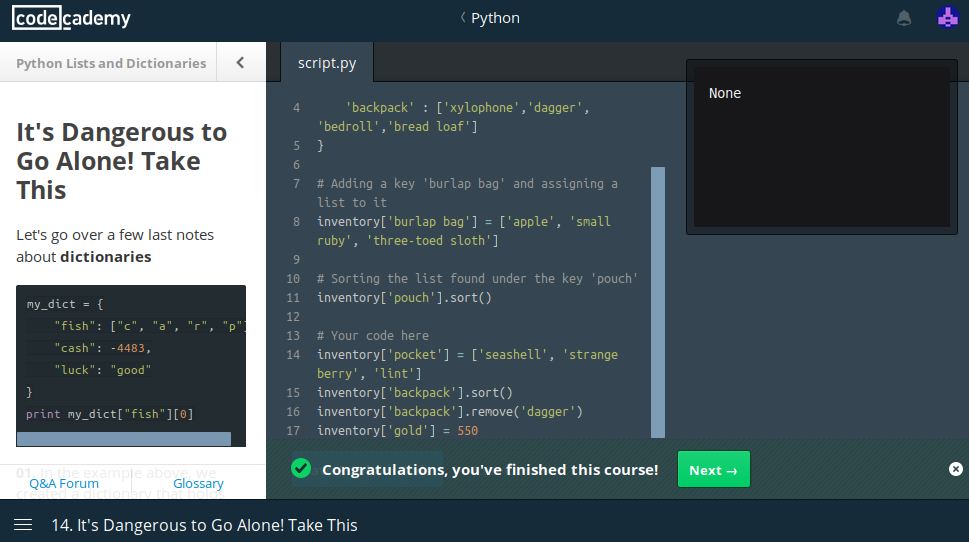 codecademy
Python
Python Lists and Dictionaries
script.py
It's Dangerous to
Go Alone! Take
This
Let's go over a few last notes
about dictionaries
my_dict = {
"fish": ["c", "a", "r", "p"]
"cash": -4483,
"luck": "good"
}
print my_dict["fish"][0]
01. In the example above, we
created a dictionary that holds
Q&A Forum
Glossary
4 'backpack' : ['xylophone','dagger',
'bedroll','bread loaf']
5 }
6
7 # Adding a key 'burlap bag' and assigning a
list to it
8 inventory['burlap bag'] = ['apple', 'small
ruby', 'three-toed sloth']
9
10 # Sorting the list found under the key 'pouch'
11 inventory['pouch'].sort()
12
13 # Your code here
14 inventory['pocket'] = ['seashell', 'strange
berry', 'lint']
15 inventory['backpack'].sort()
16 inventory['backpack'].remove('dagger')
17 inventory['gold'] = 550
None
Congratulations, you've finished this course!
Next →
14. It's Dangerous to Go Alone! Take This